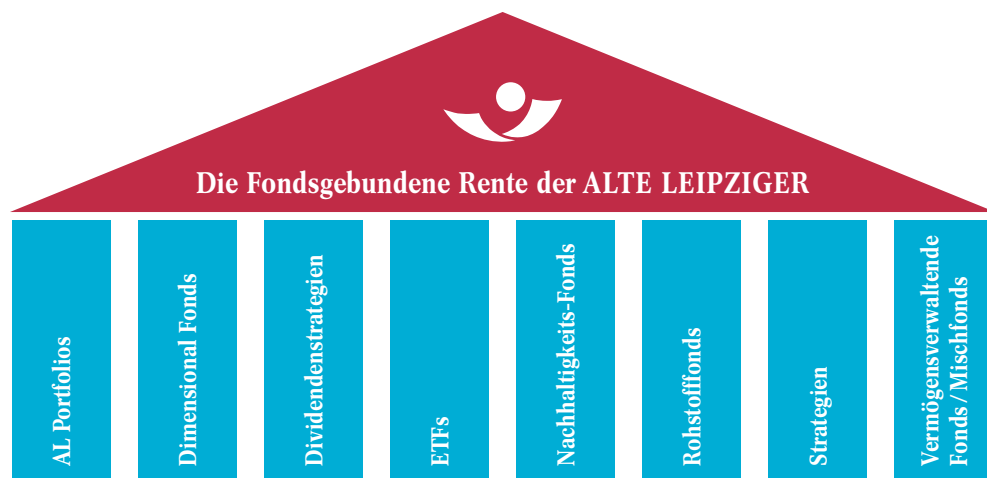 Die Fondsgebundene Rente der ALTE LEIPZIGER
AL Portfolios
Dimensional Fonds
Dividendenstrategien
ETFs
Nachhaltigkeits-Fonds
Rohstofffonds
Strategien
Vermögensverwaltende
Fonds / Mischfonds